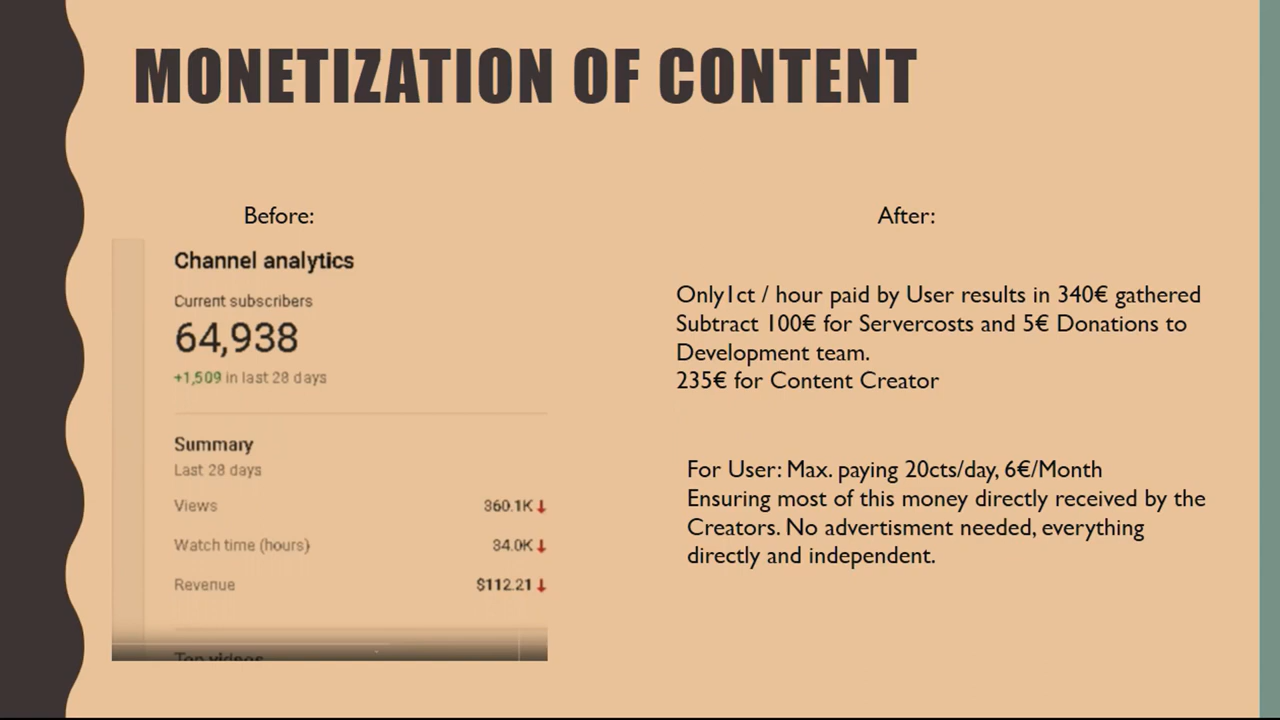 MONETIZATION OF CONTENT
Before:
Channel analytics
Current subscribers
64,938
+1,509 in last 28 days
Summary
Last 28 days
Views 360.1K
Watch time (hours) 34.0K
Revenue $112.21
Top videos
After:
Only1ct / hour paid by User results in 340€ gathered
Subtract 100€ for Servercosts and 5€ Donations to
Development team.
235€ for Content Creator
For User: Max. paying 20cts/day, 6€/Month
Ensuring most of this money directly received by the
Creators. No advertisment needed, everything
directly and independent.